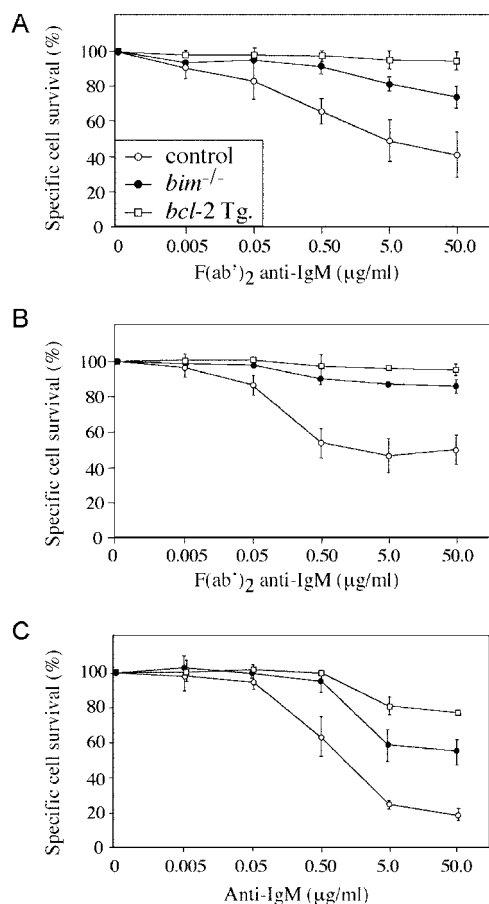 A
Specific cell survival (%)
100
80
60
40
20
0
control
bim-/-
bcl-2 Tg.
0 0.005 0.05 0.50 5.0 50.0
F(ab')2 anti-IgM (µg/ml)
B
Specific cell survival (%)
100
80
60
40
20
0
0 0.005 0.05 0.50 5.0 50.0
F(ab')2 anti-IgM (µg/ml)
C
Specific cell survival (%)
100
80
60
40
20
0
0 0.005 0.05 0.50 5.0 50.0
Anti-IgM (µg/ml)